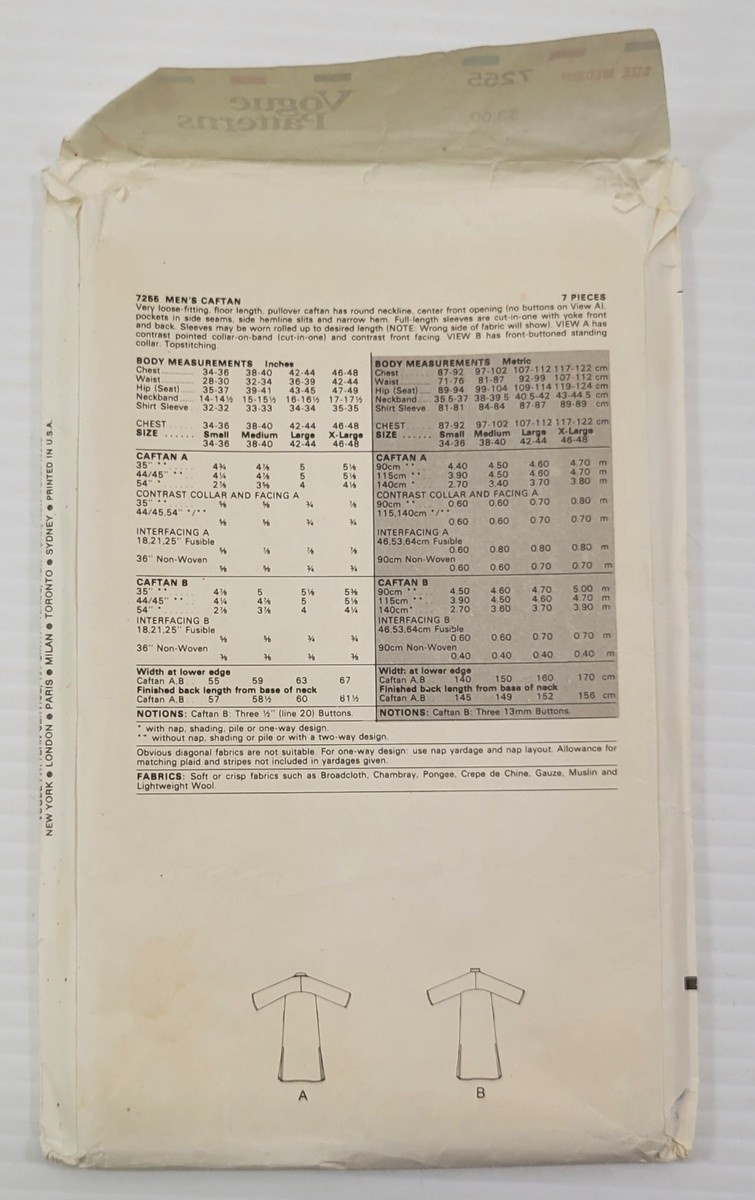 SIZE MEDIUM
7255
Vogue
Patterns
$3.00
NEW YORK ● LONDON ● PARIS ● MILAN ● TORONTO ● SYDNEY ● PRINTED IN U.S.A.
MEN'S CAFTAN 7 PIECES
Very loose-fitting, floor length, pullover caftan has round neckline, center front opening (no buttons on View A),
pockets in side seams, side hemline slits and narrow hem. Full-length sleeves are cut-in-one with yoke front
and back. Sleeves may be worn rolled up to desired length (NOTE: Wrong side of fabric will show). VIEW A has
contrast pointed collar-on-band (cut-in-one) and contrast front facing. VIEW B has front-buttoned standing
collar. Topstitching.
BODY MEASUREMENTS Inches
Chest 34-36 38-40 42-44 46-48
Waist 28-30 32-34 36-39 42-44
Hip (Seat) 35-37 39-41 43-45 47-49
Neckband 14-14½ 15-15½ 16-16½ 17-17½
Shirt Sleeve 32-32 33-33 34-34 35-35
CHEST 34-36 38-40 42-44 46-48
SIZE ...... Small Medium Large X-Large
34-36 38-40 42-44 46-48
CAFTAN A
35" ** 5
44/45" ** 5
54" * 4
CONTRAST COLLAR AND FACING A
35" **
44/45,54" */**
INTERFACING A
18,21,25" Fusible
36" Non-Woven
CAFTAN B
35" ** 5
44/45" ** 5
54" * 4
INTERFACING B
18,21,25" Fusible
36" Non-Woven
Width at lower edge
Caftan A,B 55 59 63 67
Finished back length from base of neck
Caftan A,B 57 58½ 60 61½
NOTIONS: Caftan B: Three ½" (line 20) Buttons.
BODY MEASUREMENTS Metric
Chest 87-92 97-102 107-112 117-122 cm
Waist 71-76 81-87 92-99 107-112 cm
Hip (Seat) 89-94 99-104 109-114 119-124 cm
Neckband 35.5-37 38-39.5 40.5-42 43-44.5 cm
Shirt Sleeve 81-81 84-84 87-87 89-89 cm
CHEST 87-92 97-102 107-112 117-122 cm
SIZE ...... Small Medium Large X-Large
34-36 38-40 42-44 46-48
CAFTAN A
90cm ** 4.40 4.50 4.60 4.70 m
115cm ** 3.90 4.50 4.60 4.70 m
140cm * 2.70 3.40 3.70 3.80 m
CONTRAST COLLAR AND FACING A
90cm ** 0.60 0.60 0.70 0.80 m
115,140cm */**
0.60 0.60 0.70 0.70 m
INTERFACING A
46,53,64cm Fusible
0.60 0.80 0.80 0.80 m
90cm Non-Woven
0.60 0.60 0.70 0.70 m
CAFTAN B
90cm ** 4.50 4.60 4.70 5.00 m
115cm ** 3.90 4.50 4.60 4.70 m
140cm* 2.70 3.60 3.70 3.90 m
INTERFACING B
46,53,64cm Fusible
0.60 0.60 0.70 0.70 m
90cm Non-Woven
0.40 0.40 0.40 0.40 m
Width at lower edge
Caftan A,B 140 150 160 170 cm
Finished back length from base of neck
Caftan A,B 145 149 152 156 cm
NOTIONS: Caftan B: Three 13mm Buttons.
* with nap, shading, pile or one-way design.
** without nap, shading or pile or with a two-way design.
Obvious diagonal fabrics are not suitable. For one-way design: use nap yardage and nap layout. Allowance for
matching plaid and stripes not included in yardages given.
FABRICS: Soft or crisp fabrics such as Broadcloth, Chambray, Pongee, Crepe de Chine, Gauze, Muslin and
Lightweight Wool.
A
B